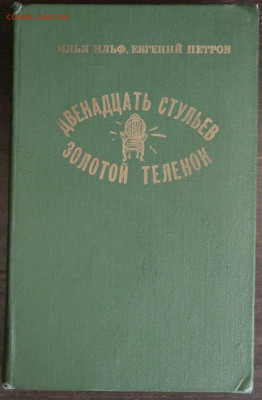 ИЛЬЯ ИЛЬФ, ЕВГЕНИЙ ПЕТРОВ
ДВЕНАДЦАТЬ СТУЛЬЕВ
ЗОЛОТОЙ ТЕЛЕНОК